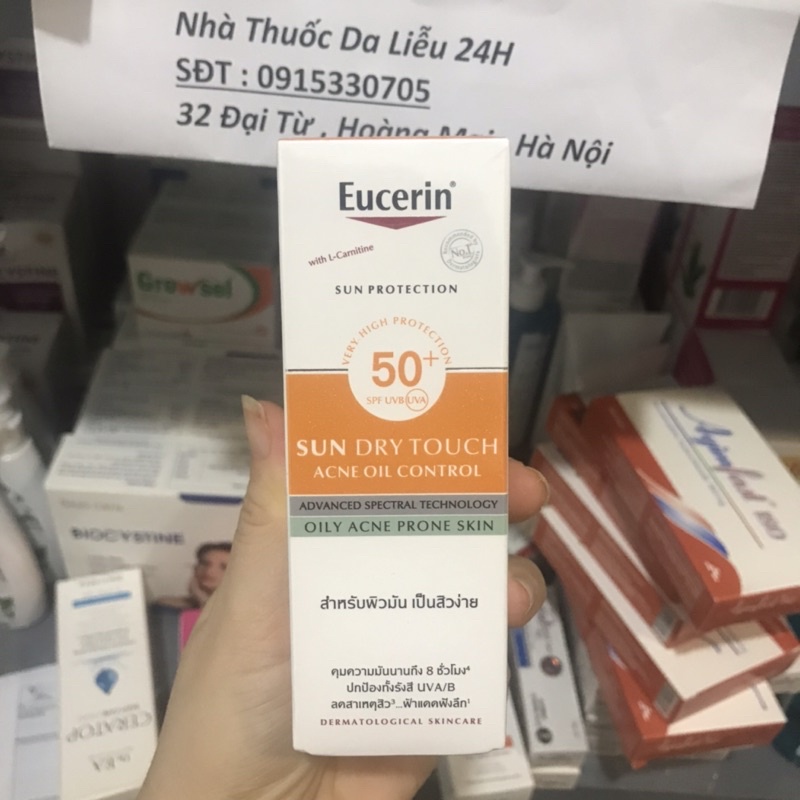 Nhà Thuốc Da Liễu 24H
SĐT : 0915330705
32 Đại Từ , Hoàng Mai , Hà Nội
Eucerin
with L-Carnitine
SUN PROTECTION
VERY HIGH PROTECTION
50+
SPF UVB UVA
SUN DRY TOUCH
ACNE OIL CONTROL
ADVANCED SPECTRAL TECHNOLOGY
OILY ACNE PRONE SKIN
สำหรับผิวมัน เป็นสิวง่าย
คุมความมันนานถึง 8 ชั่วโมง⁴
ปกป้องทั้งรังสี UVA/B
ลดสาเหตุสิว³...ฟ้าแดดฝังลึก¹
DERMATOLOGICAL SKINCARE
Growsel
BIOCYSTINE
CERATOP